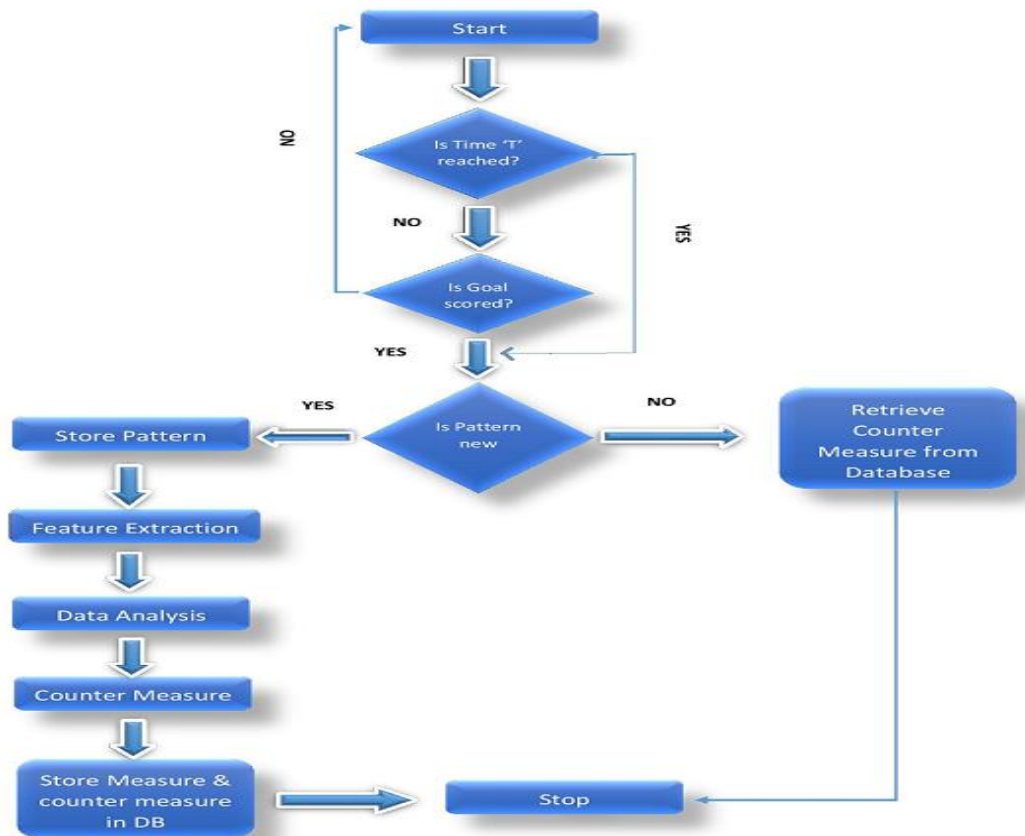 Start
Is Time ‘T’
reached?
NO
YES
NO
Is Goal
scored?
YES
Is Pattern
new
YES
NO
Store Pattern
Retrieve
Counter
Measure from
Database
Feature Extraction
Data Analysis
Counter Measure
Store Measure &
counter measure
in DB
Stop